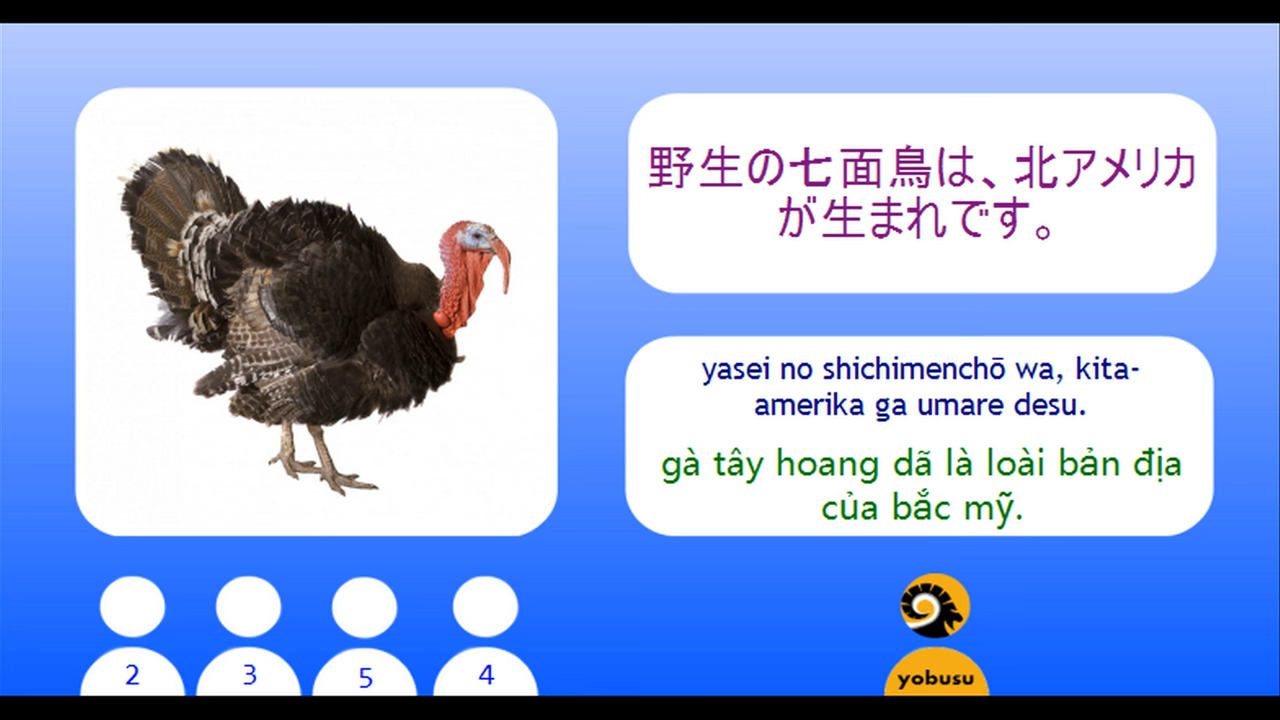 野生の七面鳥は、北アメリカ
が生まれです。
yasei no shichimenchō wa, kita-
amerika ga umare desu.
gà tây hoang dã là loài bản địa
của bắc mỹ.
2 3 5 4
yobusu